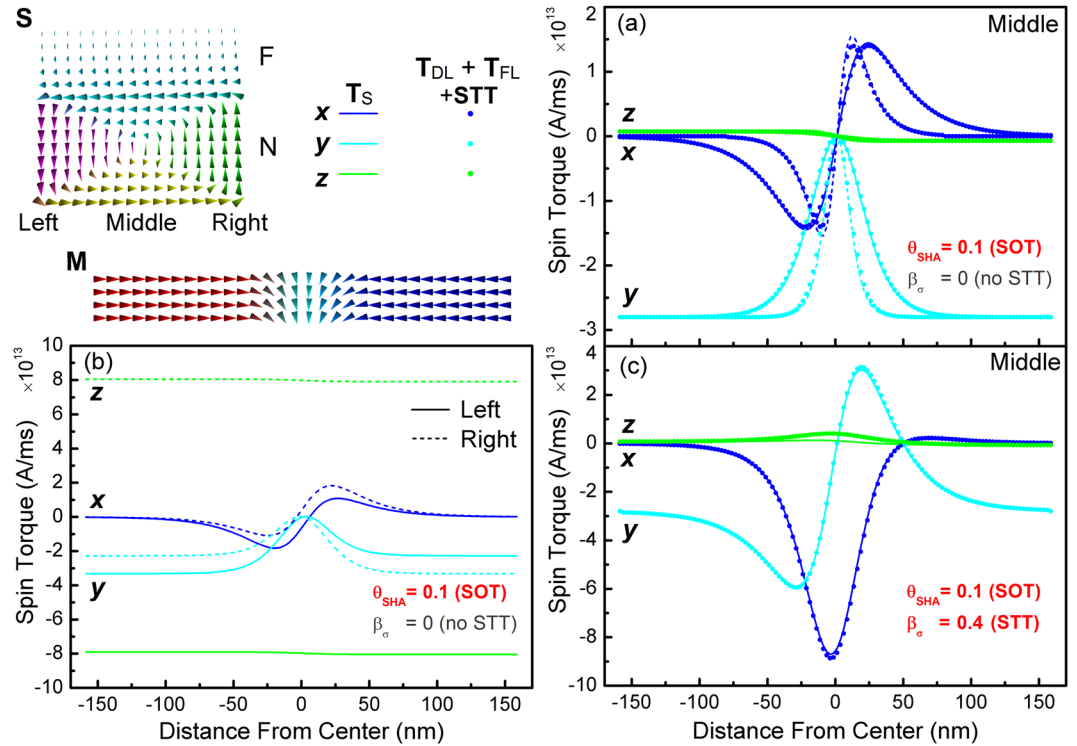 S
F
N
Left Middle Right
T_S
T_DL + T_FL
+STT
x
y
z
M
(a)
Middle
×10^13
2
1
0
-1
-2
-3
Spin Torque (A/ms)
z
x
y
θ_SHA = 0.1 (SOT)
β_σ = 0 (no STT)
(b)
×10^13
10
8
6
4
2
0
-2
-4
-6
-8
-10
Spin Torque (A/ms)
z
x
y
Left
Right
θ_SHA = 0.1 (SOT)
β_σ = 0 (no STT)
-150 -100 -50 0 50 100 150
Distance From Center (nm)
(c)
Middle
×10^13
4
2
0
-2
-4
-6
-8
-10
Spin Torque (A/ms)
z
x
y
θ_SHA = 0.1 (SOT)
β_σ = 0.4 (STT)
-150 -100 -50 0 50 100 150
Distance From Center (nm)